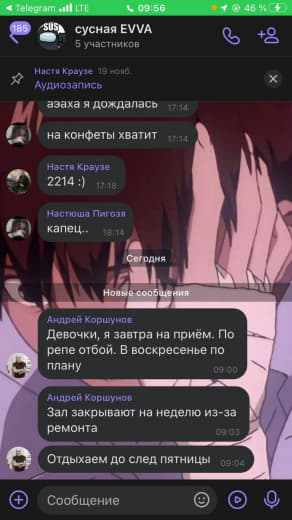 Telegram LTE 09:56 46 %
185
сусная EVVA
5 участников
SUS
Настя Краузе 19 нояб.
Аудиозапись
аэаха я дождалась 17:14
на конфеты хватит 17:14
Настя Краузе
2214 :) 17:18
Настюша Пигозя
капец.. 18:14
Сегодня
Новые сообщения
Андрей Коршунов
Девочки, я завтра на приём. По
репе отбой. В воскресенье по
плану
09:00
Андрей Коршунов
Зал закрывают на неделю из-за
ремонта
09:03
Отдыхаем до след пятницы 09:04
Сообщение